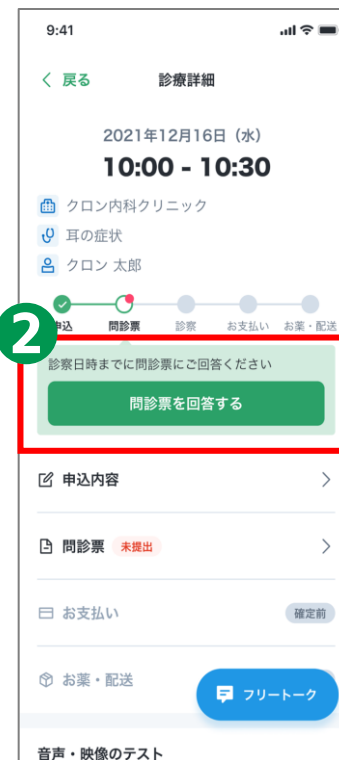 9:41
戻る 診療詳細
2021年12月16日（水）
10:00 - 10:30
クロン内科クリニック
耳の症状
クロン 太郎
2
申込 問診票 診察 お支払い お薬・配送
診察日時までに問診票にご回答ください
問診票を回答する
申込内容
問診票 未提出
お支払い 確定前
お薬・配送
フリートーク
音声・映像のテスト